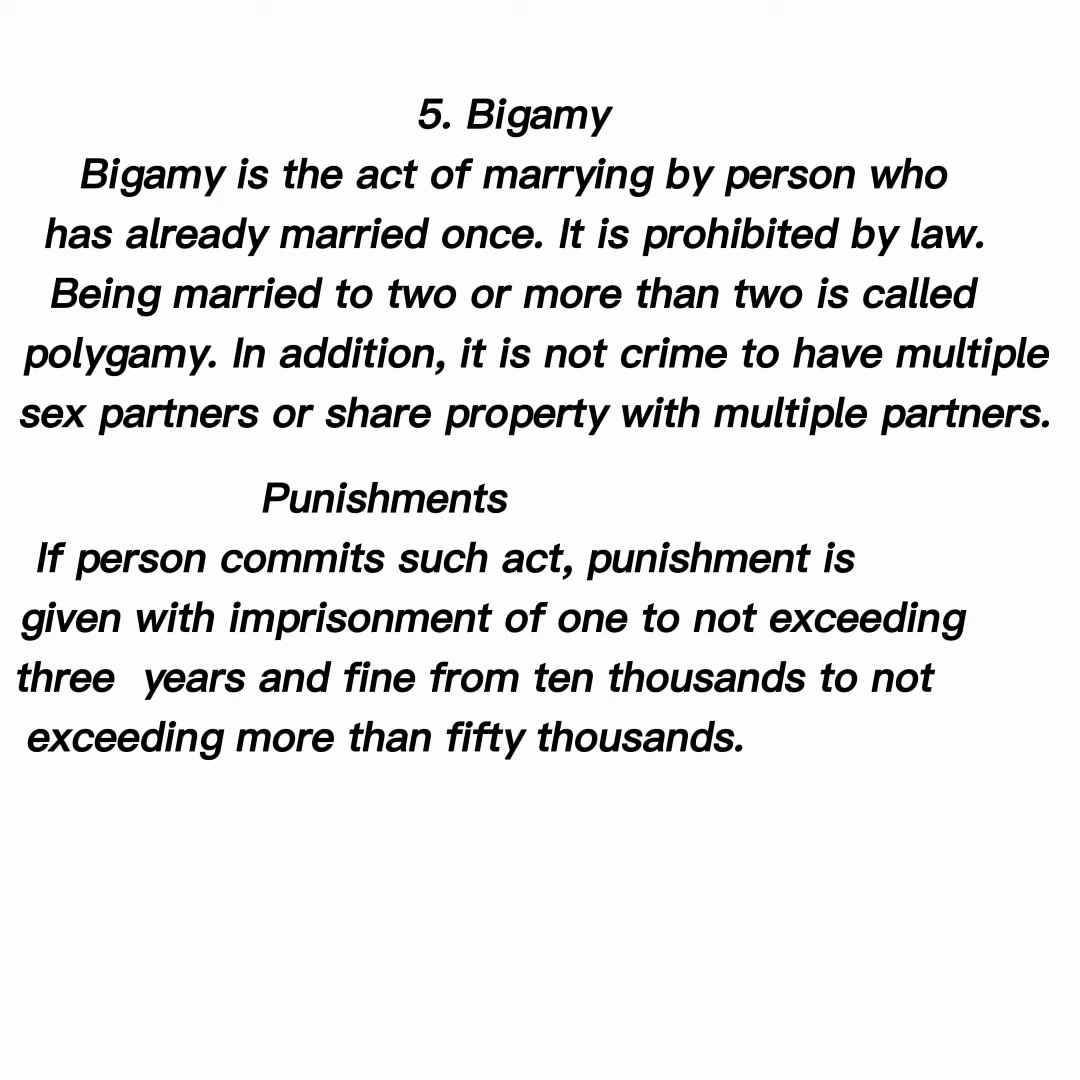 5. Bigamy
Bigamy is the act of marrying by person who
has already married once. It is prohibited by law.
Being married to two or more than two is called
polygamy. In addition, it is not crime to have multiple
sex partners or share property with multiple partners.
Punishments
If person commits such act, punishment is
given with imprisonment of one to not exceeding
three  years and fine from ten thousands to not
exceeding more than fifty thousands.